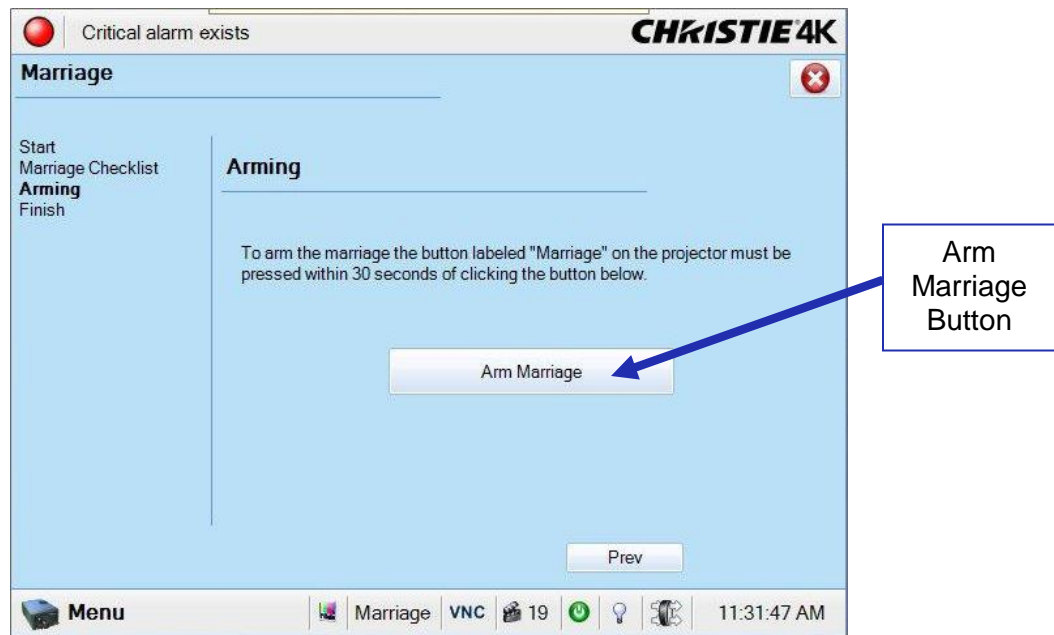 Critical alarm exists
CHRISTIE 4K
Marriage
Start
Marriage Checklist
Arming
Finish
Arming
To arm the marriage the button labeled "Marriage" on the projector must be
pressed within 30 seconds of clicking the button below.
Arm Marriage
Prev
Menu
Marriage
VNC
19
11:31:47 AM
Arm
Marriage
Button